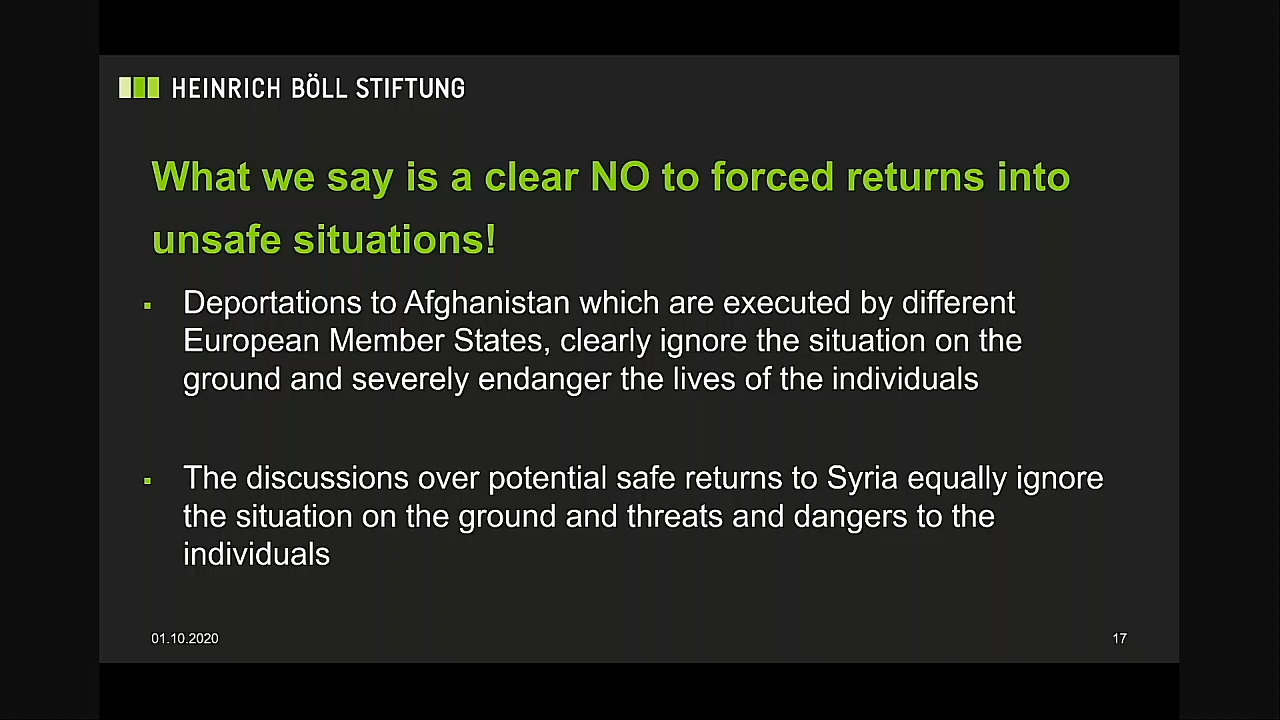 HEINRICH BÖLL STIFTUNG
What we say is a clear NO to forced returns into
unsafe situations!
▪ Deportations to Afghanistan which are executed by different
European Member States, clearly ignore the situation on the
ground and severely endanger the lives of the individuals
▪ The discussions over potential safe returns to Syria equally ignore
the situation on the ground and threats and dangers to the
individuals
01.10.2020
17